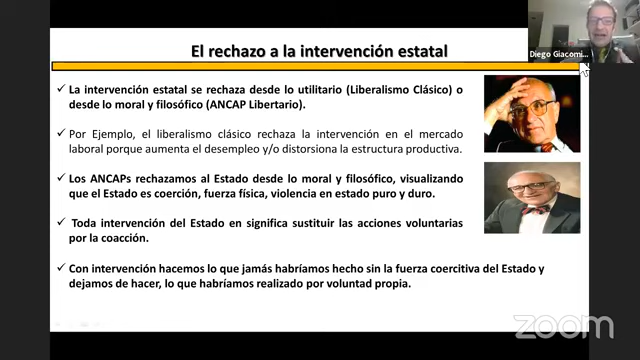 Diego Giacomi...
El rechazo a la intervención estatal
✓ La intervención estatal se rechaza desde lo utilitario (Liberalismo Clásico) o
desde lo moral y filosófico (ANCAP Libertario).
✓ Por Ejemplo, el liberalismo clásico rechaza la intervención en el mercado
laboral porque aumenta el desempleo y/o distorsiona la estructura productiva.
✓ Los ANCAPs rechazamos al Estado desde lo moral y filosófico, visualizando
que el Estado es coerción, fuerza física, violencia en estado puro y duro.
✓ Toda intervención del Estado en significa sustituir las acciones voluntarias
por la coacción.
✓ Con intervención hacemos lo que jamás habríamos hecho sin la fuerza coercitiva del Estado y
dejamos de hacer, lo que habríamos realizado por voluntad propia.
zoom